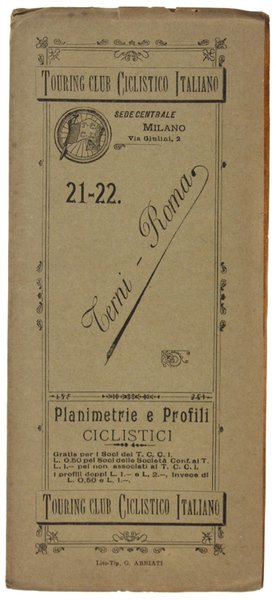 TOURING CLUB CICLISTICO ITALIANO
SEDE CENTRALE
MILANO
Via Giulini, 2
21-22.
Terni - Roma
Planimetrie e Profili
CICLISTICI
Gratis per i Soci del T. C. C. I.
L. 0.50 pei Soci delle Società Conf. al T.
L. 1.- pei non associati al T. C. C. I.
I profili doppi L. 1.- e L. 2.-, invece di
L. 0,50 e L. 1.-.
TOURING CLUB CICLISTICO ITALIANO
Lito-Tip. G. ABBIATI